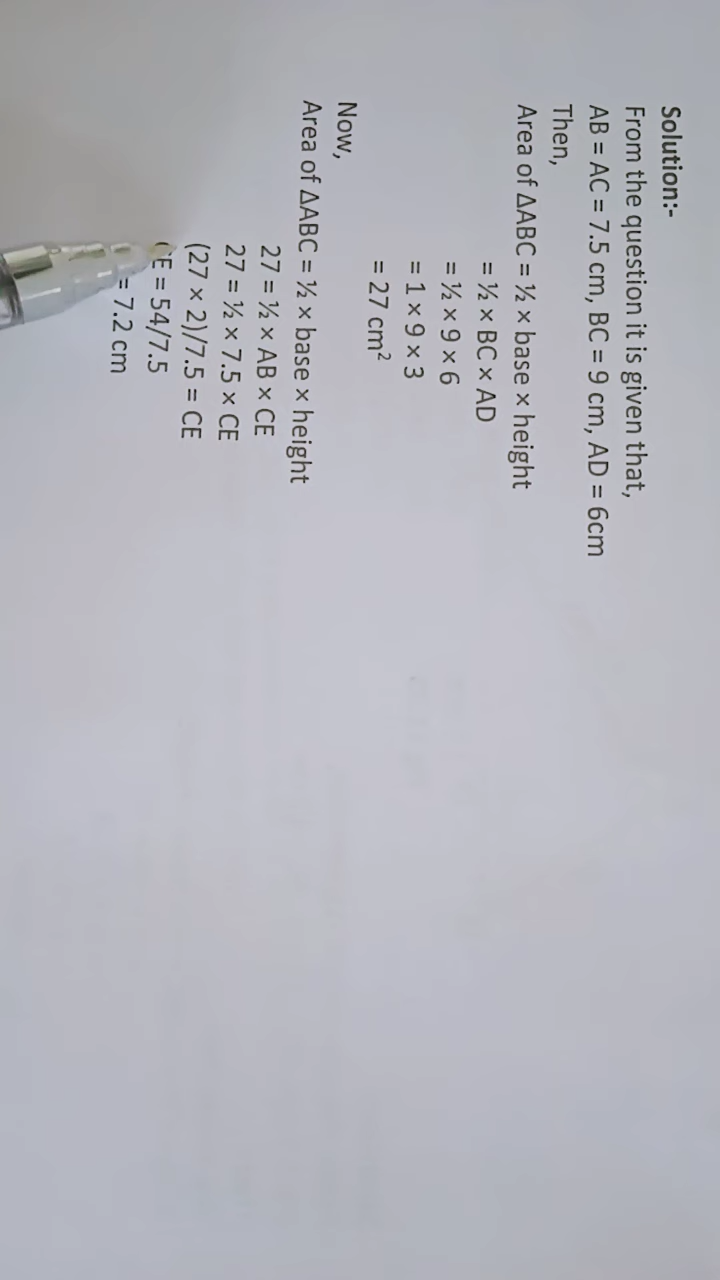 Solution:-
From the question it is given that,
AB = AC = 7.5 cm, BC = 9 cm, AD = 6cm
Then,
Area of ΔABC = ½ × base × height
= ½ × BC × AD
= ½ × 9 × 6
= 1 × 9 × 3
= 27 cm²
Now,
Area of ΔABC = ½ × base × height
27 = ½ × AB × CE
27 = ½ × 7.5 × CE
(27 × 2)/7.5 = CE
CE = 54/7.5
= 7.2 cm